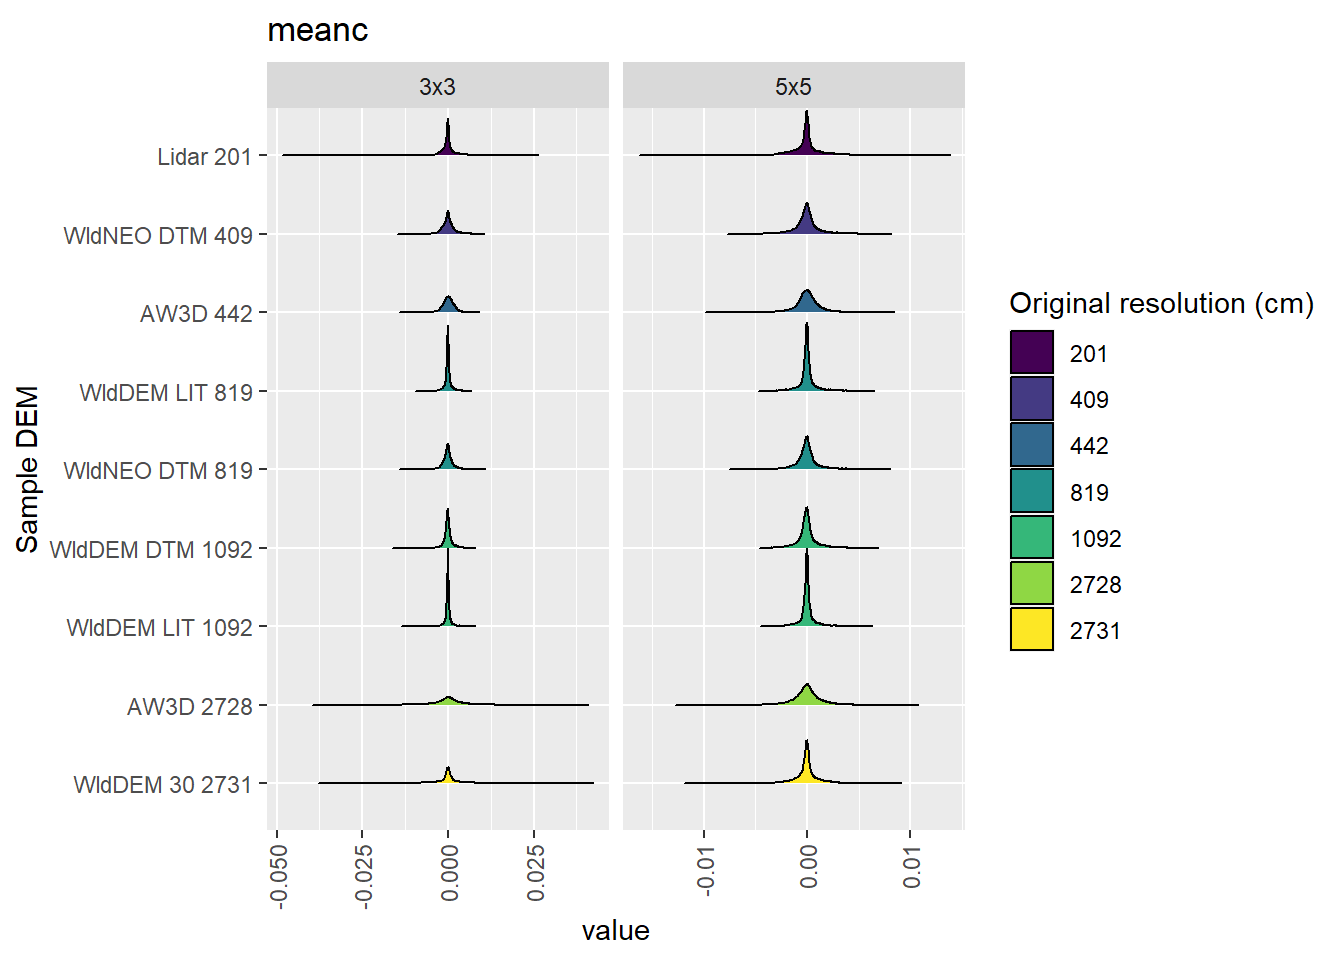 meanc
3x3
5x5
Sample DEM
Lidar 201
WldNEO DTM 409
AW3D 442
WldDEM LIT 819
WldNEO DTM 819
WldDEM DTM 1092
WldDEM LIT 1092
AW3D 2728
WldDEM 30 2731
-0.050
-0.025
0.000
0.025
-0.01
0.00
0.01
value
Original resolution (cm)
201
409
442
819
1092
2728
2731